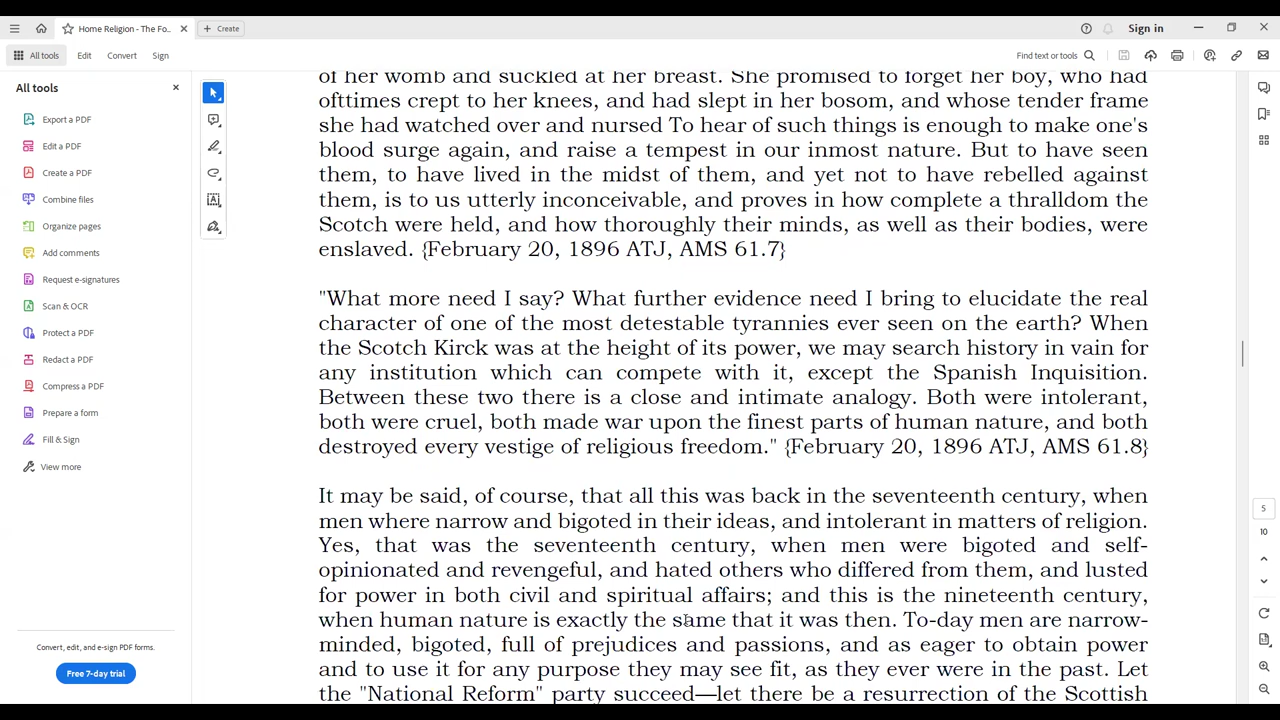 Home Religion - The Fo..
Create
Sign in
All tools
Edit
Convert
Sign
Find text or tools
All tools
Export a PDF
Edit a PDF
Create a PDF
Combine files
Organize pages
Add comments
Request e-signatures
Scan & OCR
Protect a PDF
Redact a PDF
Compress a PDF
Prepare a form
Fill & Sign
View more
Convert, edit, and e-sign PDF forms.
Free 7-day trial
of her womb and suckled at her breast. She promised to forget her boy, who had
ofttimes crept to her knees, and had slept in her bosom, and whose tender frame
she had watched over and nursed To hear of such things is enough to make one's
blood surge again, and raise a tempest in our inmost nature. But to have seen
them, to have lived in the midst of them, and yet not to have rebelled against
them, is to us utterly inconceivable, and proves in how complete a thralldom the
Scotch were held, and how thoroughly their minds, as well as their bodies, were
enslaved. {February 20, 1896 ATJ, AMS 61.7}
"What more need I say? What further evidence need I bring to elucidate the real
character of one of the most detestable tyrannies ever seen on the earth? When
the Scotch Kirck was at the height of its power, we may search history in vain for
any institution which can compete with it, except the Spanish Inquisition.
Between these two there is a close and intimate analogy. Both were intolerant,
both were cruel, both made war upon the finest parts of human nature, and both
destroyed every vestige of religious freedom." {February 20, 1896 ATJ, AMS 61.8}
It may be said, of course, that all this was back in the seventeenth century, when
men where narrow and bigoted in their ideas, and intolerant in matters of religion.
Yes, that was the seventeenth century, when men were bigoted and self-
opinionated and revengeful, and hated others who differed from them, and lusted
for power in both civil and spiritual affairs; and this is the nineteenth century,
when human nature is exactly the same that it was then. To-day men are narrow-
minded, bigoted, full of prejudices and passions, and as eager to obtain power
and to use it for any purpose they may see fit, as they ever were in the past. Let
the "National Reform" party succeed—let there be a resurrection of the Scottish
5
10